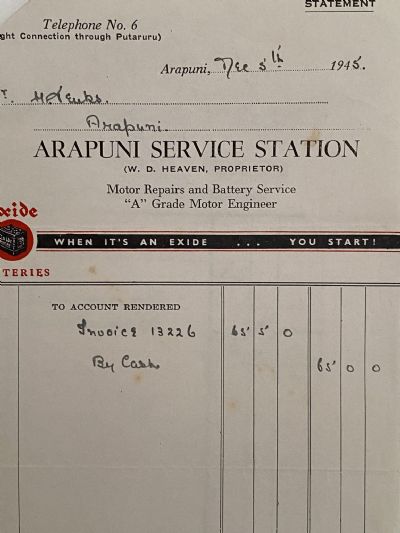 STATEMENT
Telephone No. 6
ght Connection through Putaruru)
Arapuni, Dec 5th 1945.
T.
Arapuni.
ARAPUNI SERVICE STATION
(W. D. HEAVEN, PROPRIETOR)
Motor Repairs and Battery Service
"A" Grade Motor Engineer
xide
WHEN IT'S AN EXIDE ... YOU START!
TERIES
TO ACCOUNT RENDERED
Invoice 13226 65 5 0
By Cash 65 0 0